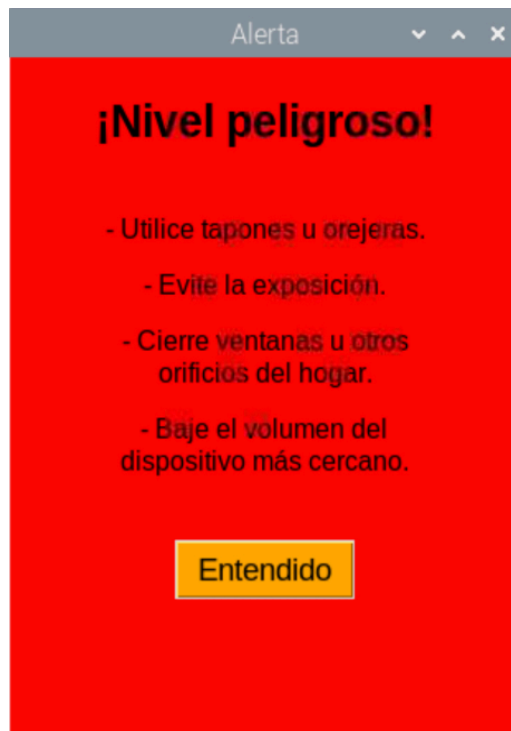 Alerta
¡Nivel peligroso!
- Utilice tapones u orejeras.
- Evite la exposición.
- Cierre ventanas u otros
orificios del hogar.
- Baje el volumen del
dispositivo más cercano.
Entendido